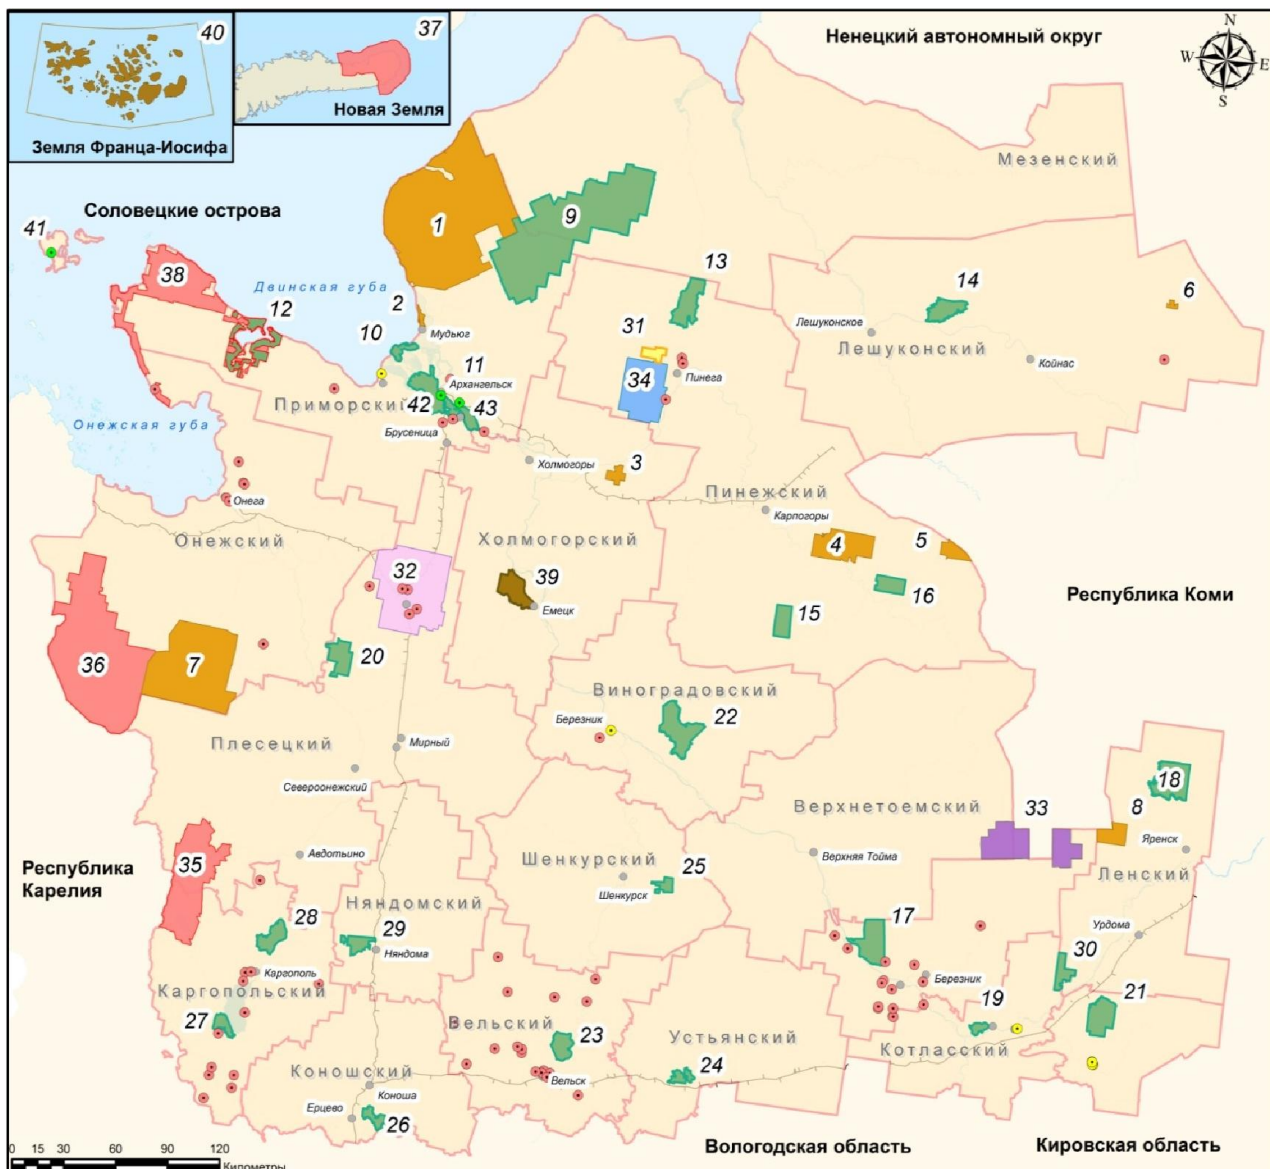 40
Земля Франца-Иосифа
37
Новая Земля
Ненецкий автономный округ
N
W
E
S
Мезенский
Соловецкие острова
41
38
Двинская губа
12
1
9
2
Мудьюг
10
13
14
6
Лешуконское
Лешуконский
Койнас
31
34
Пинега
11
Архангельск
Приморский
42
43
Брусеница
Онежская губа
Холмогоры
3
Пинежский
Карпогоры
Онега
Онежский
Холмогорский
4
5
32
39
Емецк
16
15
Республика Коми
36
7
20
Виноградовский
Березник
22
Плесецкий
Мирный
Североонежский
18
Верхнетоемский
33
8
Яренск
Ленский
Верхняя Тойма
Республика
Карелия
35
Авдотьино
Шенкурский
25
Шенкурск
Няндомский
28
29
Няндома
17
Урдома
30
Каргополь
Каргопольский
Березник
21
27
19
Вельский
23
Устьянский
Котласский
24
Коношский
Коноша
Вельск
Ерцево
26
Вологодская область
Кировская область
0 15 30 60 90 120
Километры